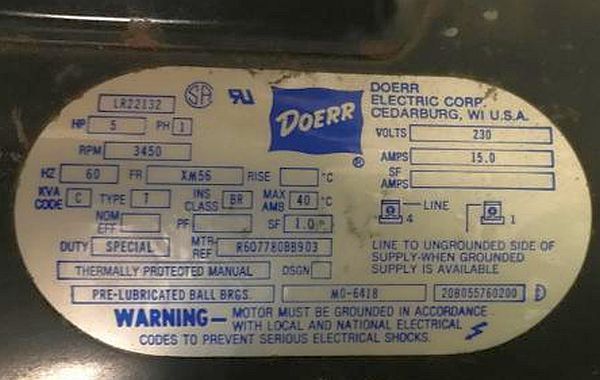 LR22132 SA UR DOERR ® DOERR
ELECTRIC CORP.
CEDARBURG, WI U.S.A.
HP 5 PH 1 VOLTS 230
RPM 3450 AMPS 15.0
HZ 60 FR XM56 RISE °C SF AMPS
KVA CODE C TYPE T INS CLASS BR MAX AMB 40 °C
LINE 4 1
NOM EFF PF SF 1.0
DUTY SPECIAL MTR REF R607780BB903
LINE TO UNGROUNDED SIDE OF
SUPPLY-WHEN GROUNDED
SUPPLY IS AVAILABLE
THERMALLY PROTECTED MANUAL DSGN
PRE-LUBRICATED BALL BRGS MO-6418 208055760200 D
WARNING— MOTOR MUST BE GROUNDED IN ACCORDANCE
WITH LOCAL AND NATIONAL ELECTRICAL
CODES TO PREVENT SERIOUS ELECTRICAL SHOCKS.